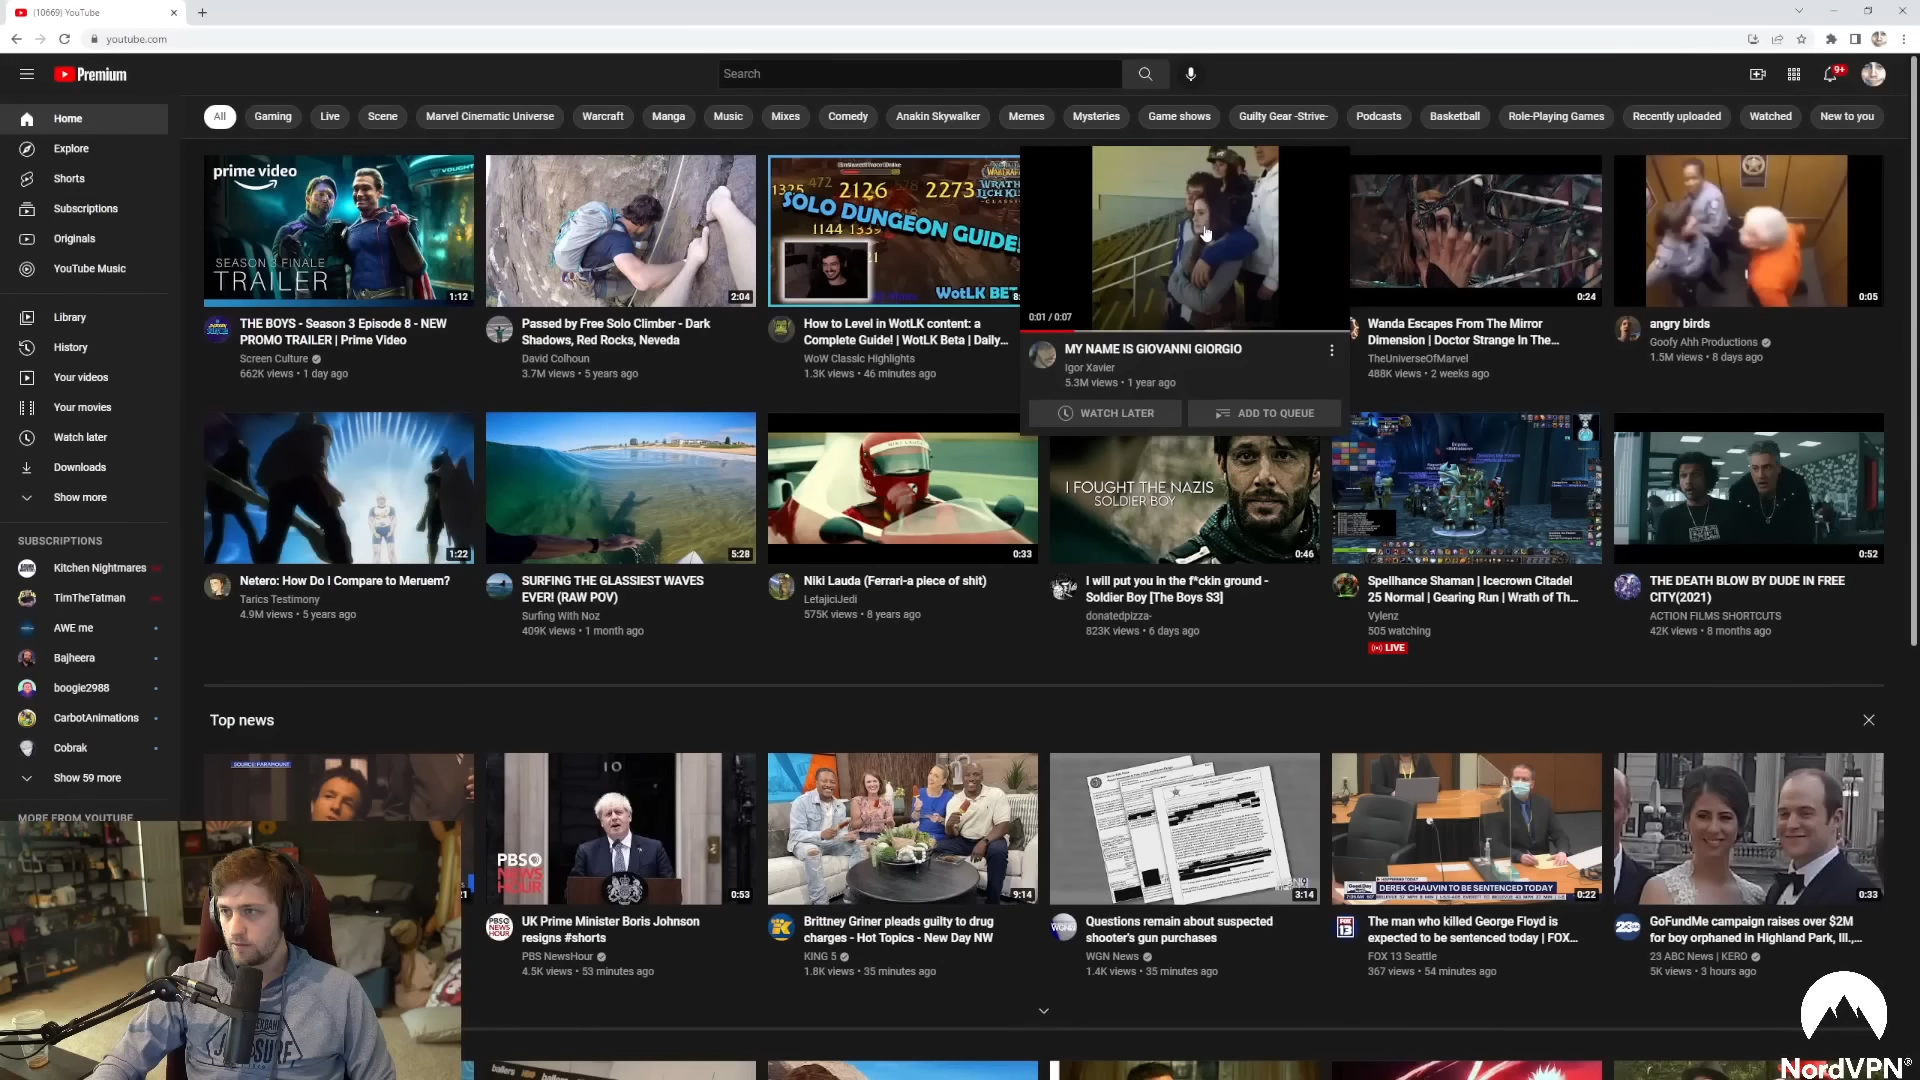 (10669) YouTube
youtube.com
Premium
Search
9+
Home
Explore
Shorts
Subscriptions
Originals
YouTube Music
Library
History
Your videos
Your movies
Watch later
Downloads
Show more
SUBSCRIPTIONS
Kitchen Nightmares
TimTheTatman
AWE me
Bajheera
boogie2988
CarbotAnimations
Cobrak
Show 59 more
MORE FROM YOUTUBE
All
Gaming
Live
Scene
Marvel Cinematic Universe
Warcraft
Manga
Music
Mixes
Comedy
Anakin Skywalker
Memes
Mysteries
Game shows
Guilty Gear -Strive-
Podcasts
Basketball
Role-Playing Games
Recently uploaded
Watched
New to you
prime video
SEASON 3 FINALE
TRAILER
1:12
THE BOYS - Season 3 Episode 8 - NEW
PROMO TRAILER | Prime Video
Screen Culture
662K views • 1 day ago
2:04
Passed by Free Solo Climber - Dark
Shadows, Red Rocks, Neveda
David Colhoun
3.7M views • 5 years ago
1325 472 2126 2273
SOLO DUNGEON GUIDE!
1144 1339
WotLK BET
8:
How to Level in WotLK content: a
Complete Guide! | WotLK Beta | Daily...
WoW Classic Highlights
1.3K views • 46 minutes ago
0:01 / 0:07
MY NAME IS GIOVANNI GIORGIO
Igor Xavier
5.3M views • 1 year ago
WATCH LATER
ADD TO QUEUE
0:24
Wanda Escapes From The Mirror
Dimension | Doctor Strange In The...
TheUniverseOfMarvel
488K views • 2 weeks ago
0:05
angry birds
Goofy Ahh Productions
1.5M views • 8 days ago
1:22
Netero: How Do I Compare to Meruem?
Tarics Testimony
4.9M views • 5 years ago
5:28
SURFING THE GLASSIEST WAVES
EVER! (RAW POV)
Surfing With Noz
409K views • 1 month ago
0:33
Niki Lauda (Ferrari-a piece of shit)
LetajiciJedi
575K views • 8 years ago
I FOUGHT THE NAZIS
SOLDIER BOY
0:46
I will put you in the f*ckin ground -
Soldier Boy [The Boys S3]
donatedpizza-
823K views • 6 days ago
Spellhance Shaman | Icecrown Citadel
25 Normal | Gearing Run | Wrath of Th...
Vylenz
505 watching
LIVE
0:52
THE DEATH BLOW BY DUDE IN FREE
CITY(2021)
ACTION FILMS SHORTCUTS
42K views • 8 months ago
Top news
SOURCE: PARAMOUNT
10
PBS
NEWS
HOUR
0:53
UK Prime Minister Boris Johnson
resigns #shorts
PBS NewsHour
4.5K views • 53 minutes ago
9:14
Brittney Griner pleads guilty to drug
charges - Hot Topics - New Day NW
KING 5
1.8K views • 35 minutes ago
3:14
Questions remain about suspected
shooter's gun purchases
WGN News
1.4K views • 35 minutes ago
DEREK CHAUVIN TO BE SENTENCED TODAY
0:22
The man who killed George Floyd is
expected to be sentenced today | FOX...
FOX 13 Seattle
367 views • 54 minutes ago
0:33
GoFundMe campaign raises over $2M
for boy orphaned in Highland Park, Ill.,...
23 ABC News | KERO
5K views • 3 hours ago
NordVPN®